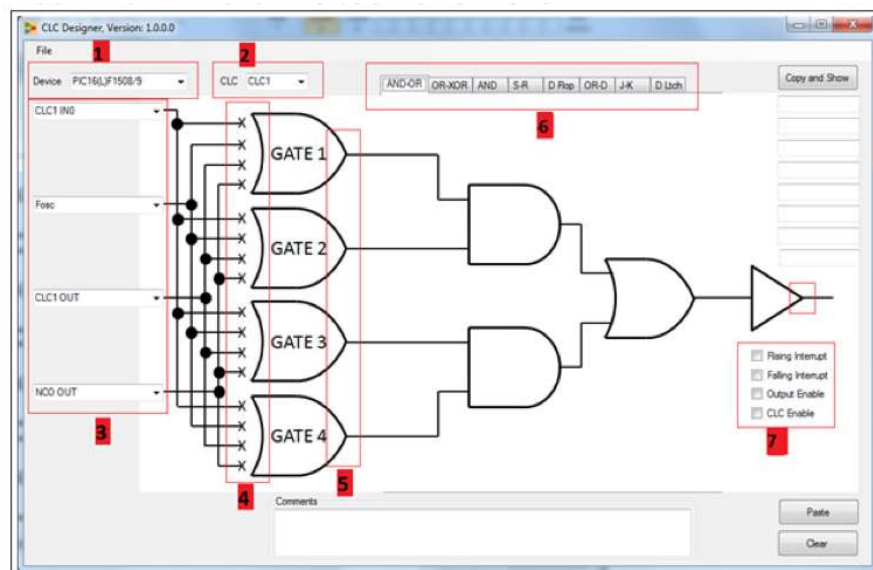 CLC Designer, Version: 1.0.0.0
File
1
2
Device PIC16(L)F1508/9
CLC CLC1
AND-OR OR-XOR AND S-R D Flop OR-D J-K D Ltch
Copy and Show
6
CLC1 IN0
Fosc
CLC1 OUT
NCO OUT
3
GATE 1
GATE 2
GATE 3
GATE 4
4
5
Rising Interrupt
Falling Interrupt
Output Enable
CLC Enable
7
Comments
Paste
Clear